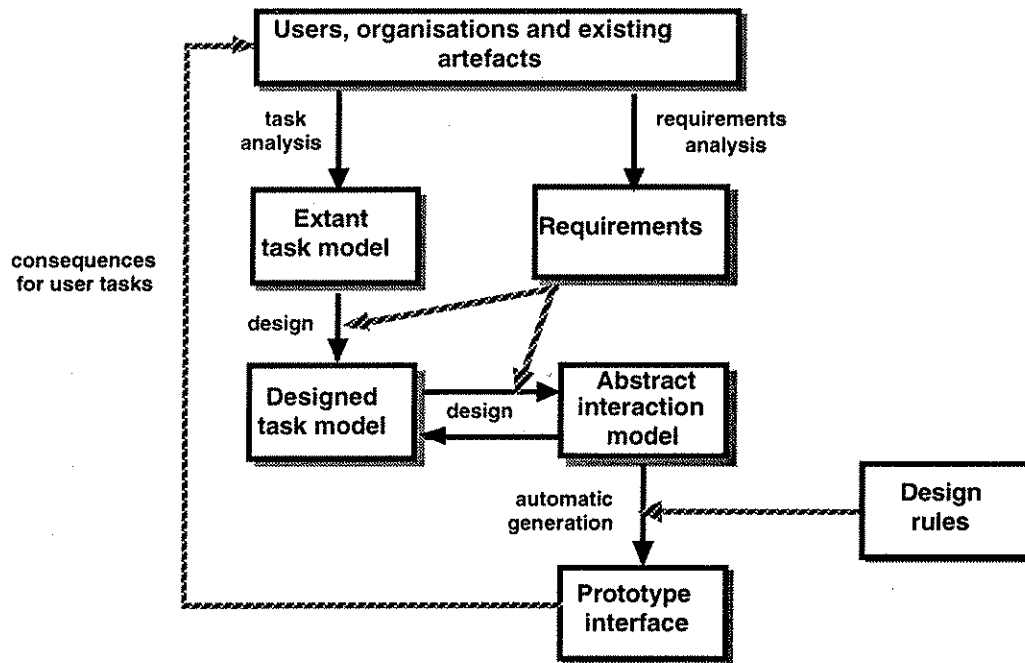 Users, organisations and existing
artefacts
task
analysis
requirements
analysis
Extant
task model
Requirements
consequences
for user tasks
design
Designed
task model
design
Abstract
interaction
model
automatic
generation
Design
rules
Prototype
interface